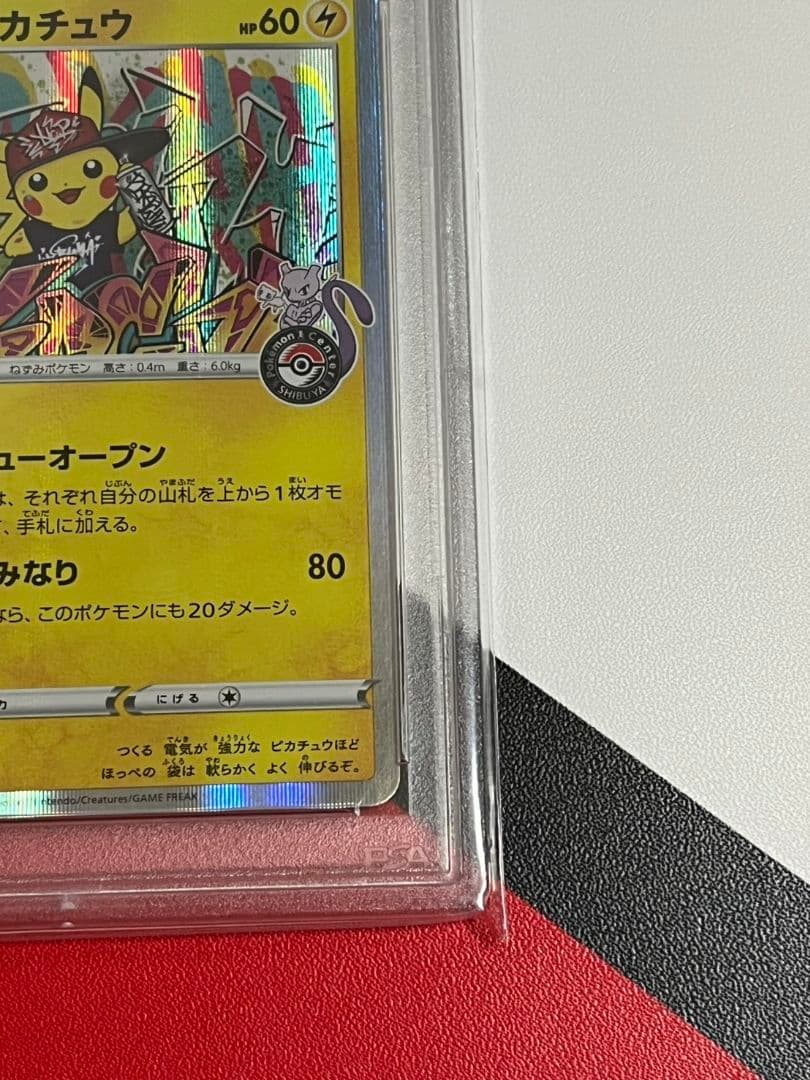 カチュウ HP60
Pokémon Center
SHIBUYA
ねずみポケモン 高さ:0.4m 重さ:6.0kg
ューオープン
は、それぞれ自分の山札を上から1枚オモ
、手札に加える。
みなり 80
なら、このポケモンにも20ダメージ。
にげる
つくる 電気が 強力な ピカチュウほど
ほっぺの 袋は 軟らかく よく 伸びるぞ。
ntendo/Creatures/GAME FREAK
PSA